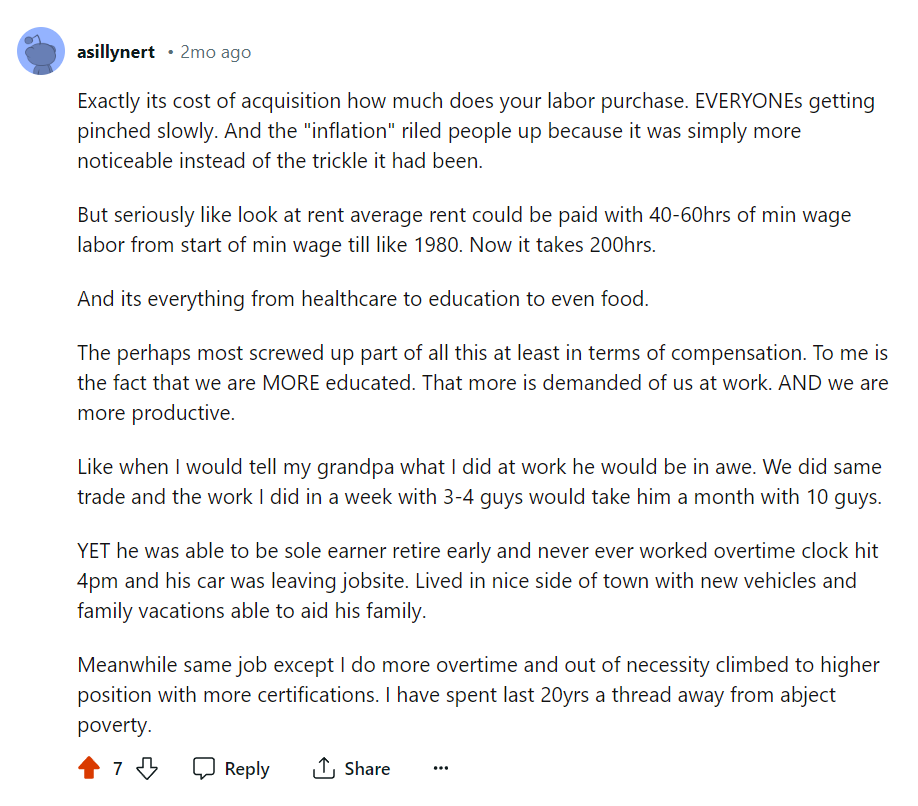 asillynert • 2mo ago
Exactly its cost of acquisition how much does your labor purchase. EVERYONEs getting
pinched slowly. And the "inflation" riled people up because it was simply more
noticeable instead of the trickle it had been.
But seriously like look at rent average rent could be paid with 40-60hrs of min wage
labor from start of min wage till like 1980. Now it takes 200hrs.
And its everything from healthcare to education to even food.
The perhaps most screwed up part of all this at least in terms of compensation. To me is
the fact that we are MORE educated. That more is demanded of us at work. AND we are
more productive.
Like when I would tell my grandpa what I did at work he would be in awe. We did same
trade and the work I did in a week with 3-4 guys would take him a month with 10 guys.
YET he was able to be sole earner retire early and never ever worked overtime clock hit
4pm and his car was leaving jobsite. Lived in nice side of town with new vehicles and
family vacations able to aid his family.
Meanwhile same job except I do more overtime and out of necessity climbed to higher
position with more certifications. I have spent last 20yrs a thread away from abject
poverty.
7 Reply Share ...